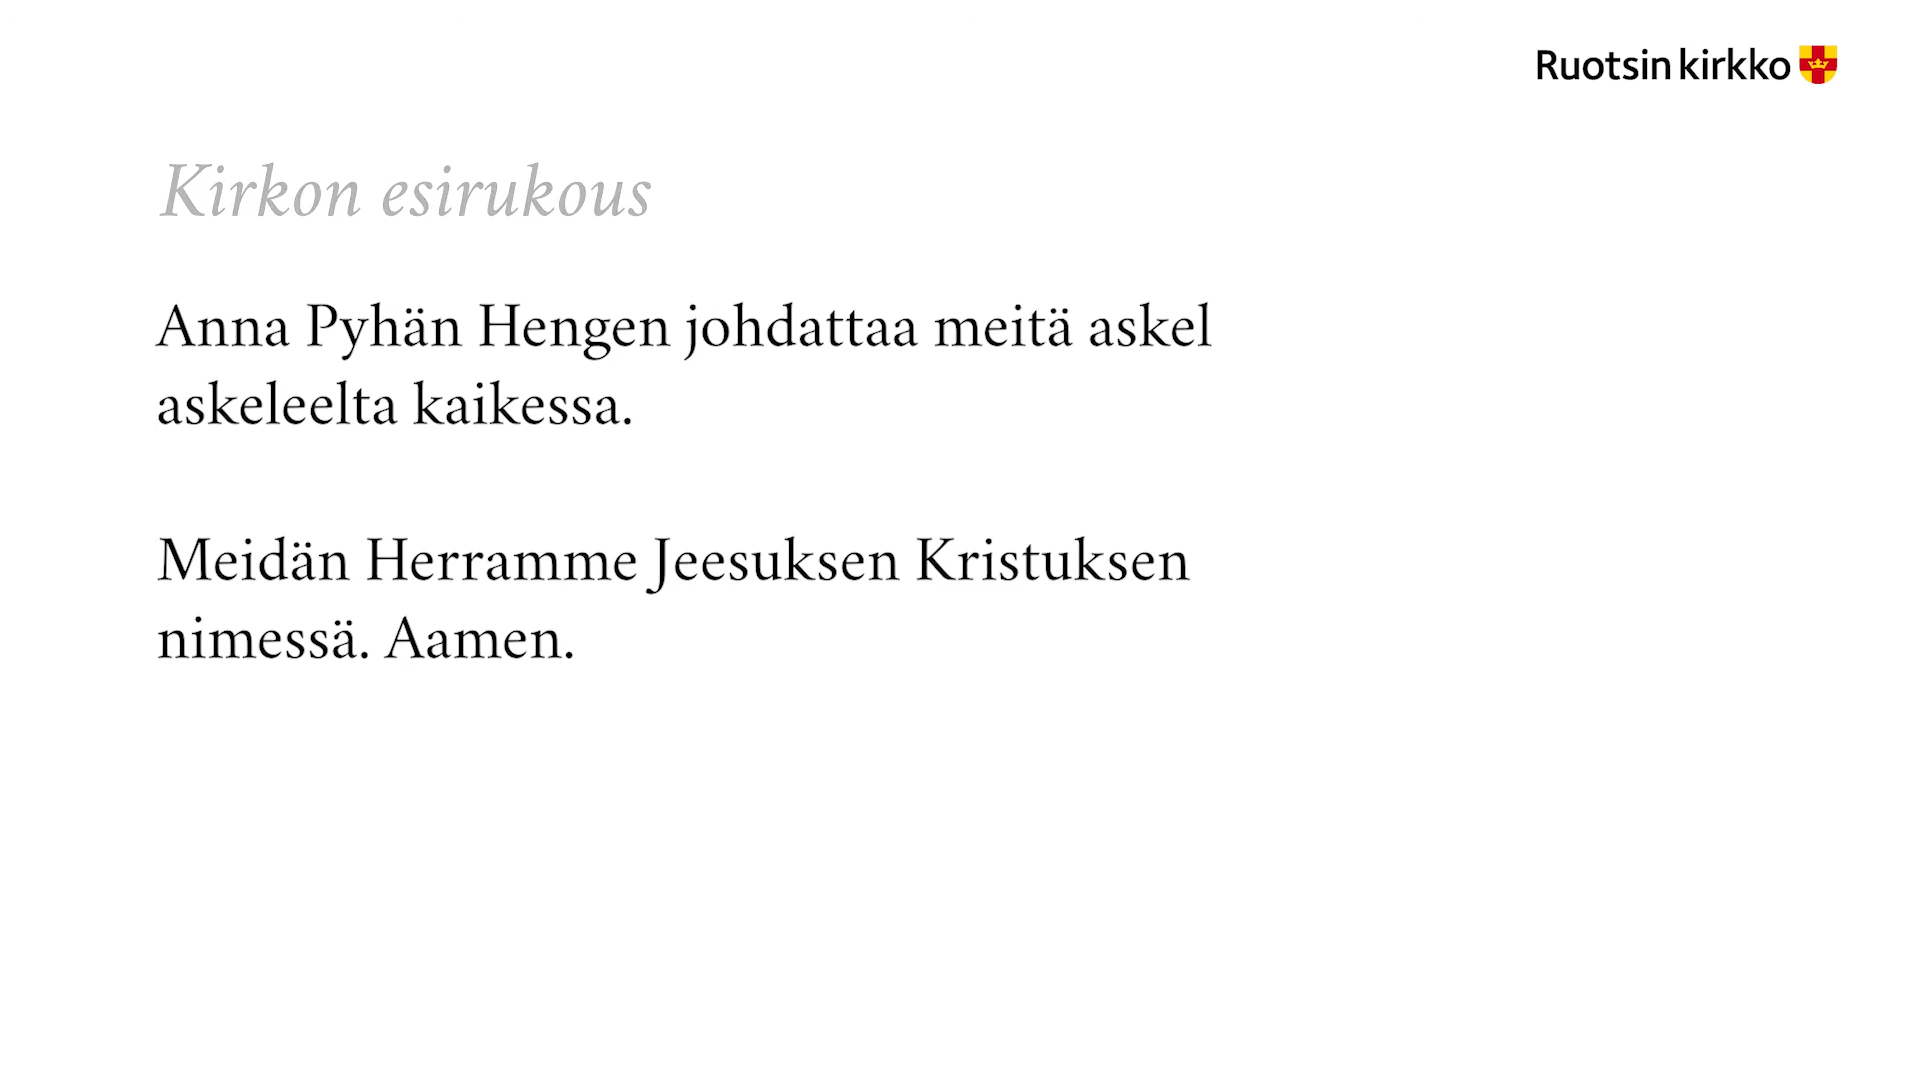 Ruotsin kirkko
Kirkon esirukous
Anna Pyhän Hengen johdattaa meitä askel
askeleelta kaikessa.
Meidän Herramme Jeesuksen Kristuksen
nimessä. Aamen.